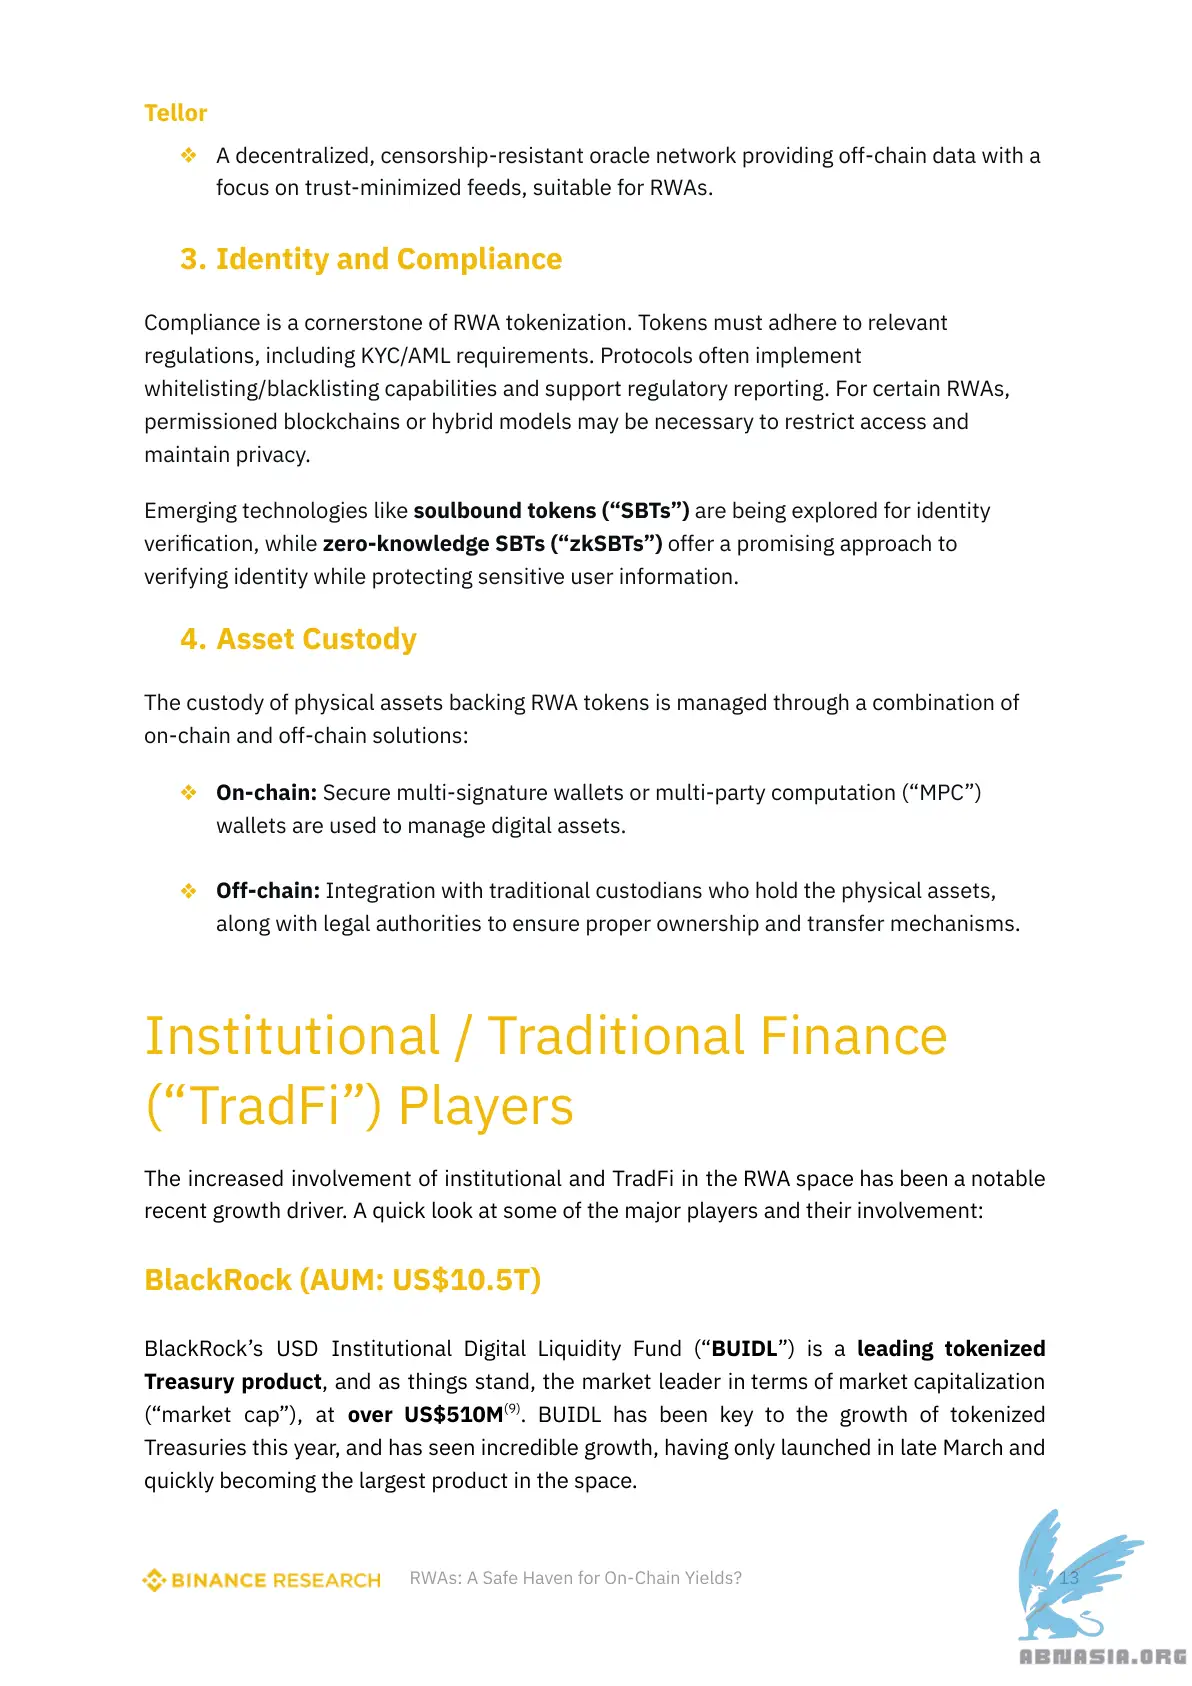 Tellor
❖ A decentralized, censorship-resistant oracle network providing off-chain data with a
focus on trust-minimized feeds, suitable for RWAs.
3. Identity and Compliance
Compliance is a cornerstone of RWA tokenization. Tokens must adhere to relevant
regulations, including KYC/AML requirements. Protocols often implement
whitelisting/blacklisting capabilities and support regulatory reporting. For certain RWAs,
permissioned blockchains or hybrid models may be necessary to restrict access and
maintain privacy.
Emerging technologies like soulbound tokens (“SBTs”) are being explored for identity
verification, while zero-knowledge SBTs (“zkSBTs”) offer a promising approach to
verifying identity while protecting sensitive user information.
4. Asset Custody
The custody of physical assets backing RWA tokens is managed through a combination of
on-chain and off-chain solutions:
❖ On-chain: Secure multi-signature wallets or multi-party computation (“MPC”)
wallets are used to manage digital assets.
❖ Off-chain: Integration with traditional custodians who hold the physical assets,
along with legal authorities to ensure proper ownership and transfer mechanisms.
Institutional / Traditional Finance
(“TradFi”) Players
The increased involvement of institutional and TradFi in the RWA space has been a notable
recent growth driver. A quick look at some of the major players and their involvement:
BlackRock (AUM: US$10.5T)
BlackRock’s USD Institutional Digital Liquidity Fund (“BUIDL”) is a leading tokenized
Treasury product, and as things stand, the market leader in terms of market capitalization
(“market cap”), at over US$510M(9). BUIDL has been key to the growth of tokenized
Treasuries this year, and has seen incredible growth, having only launched in late March and
quickly becoming the largest product in the space.
BINANCE RESEARCH RWAs: A Safe Haven for On-Chain Yields? 13
ABNASIA.ORG